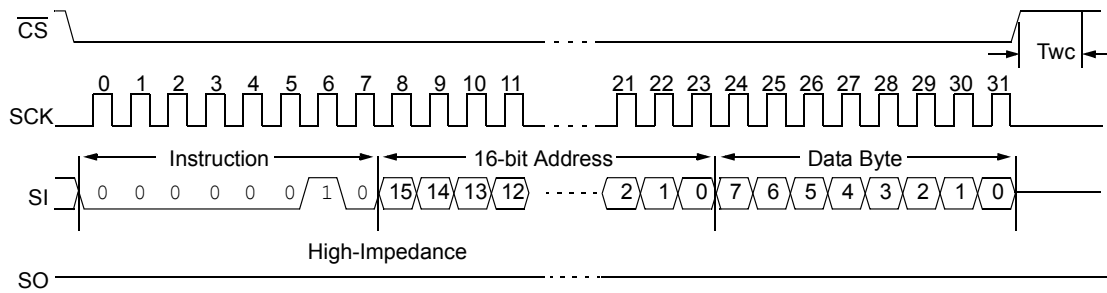 CS
Twc
0 1 2 3 4 5 6 7 8 9 10 11 21 22 23 24 25 26 27 28 29 30 31
SCK
Instruction 16-bit Address Data Byte
SI 0 0 0 0 0 0 1 0 15 14 13 12 2 1 0 7 6 5 4 3 2 1 0
High-Impedance
SO